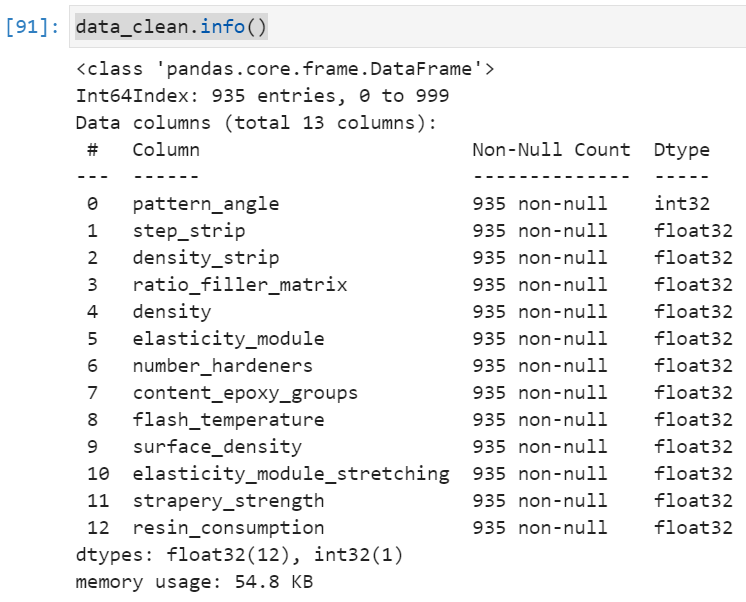 [91]: data_clean.info()
<class 'pandas.core.frame.DataFrame'>
Int64Index: 935 entries, 0 to 999
Data columns (total 13 columns):
 #   Column                        Non-Null Count  Dtype
---  ------                        --------------  -----
 0   pattern_angle                 935 non-null    int32
 1   step_strip                    935 non-null    float32
 2   density_strip                 935 non-null    float32
 3   ratio_filler_matrix           935 non-null    float32
 4   density                       935 non-null    float32
 5   elasticity_module             935 non-null    float32
 6   number_hardeners              935 non-null    float32
 7   content_epoxy_groups          935 non-null    float32
 8   flash_temperature             935 non-null    float32
 9   surface_density               935 non-null    float32
 10  elasticity_module_stretching  935 non-null    float32
 11  strapery_strength             935 non-null    float32
 12  resin_consumption             935 non-null    float32
dtypes: float32(12), int32(1)
memory usage: 54.8 KB